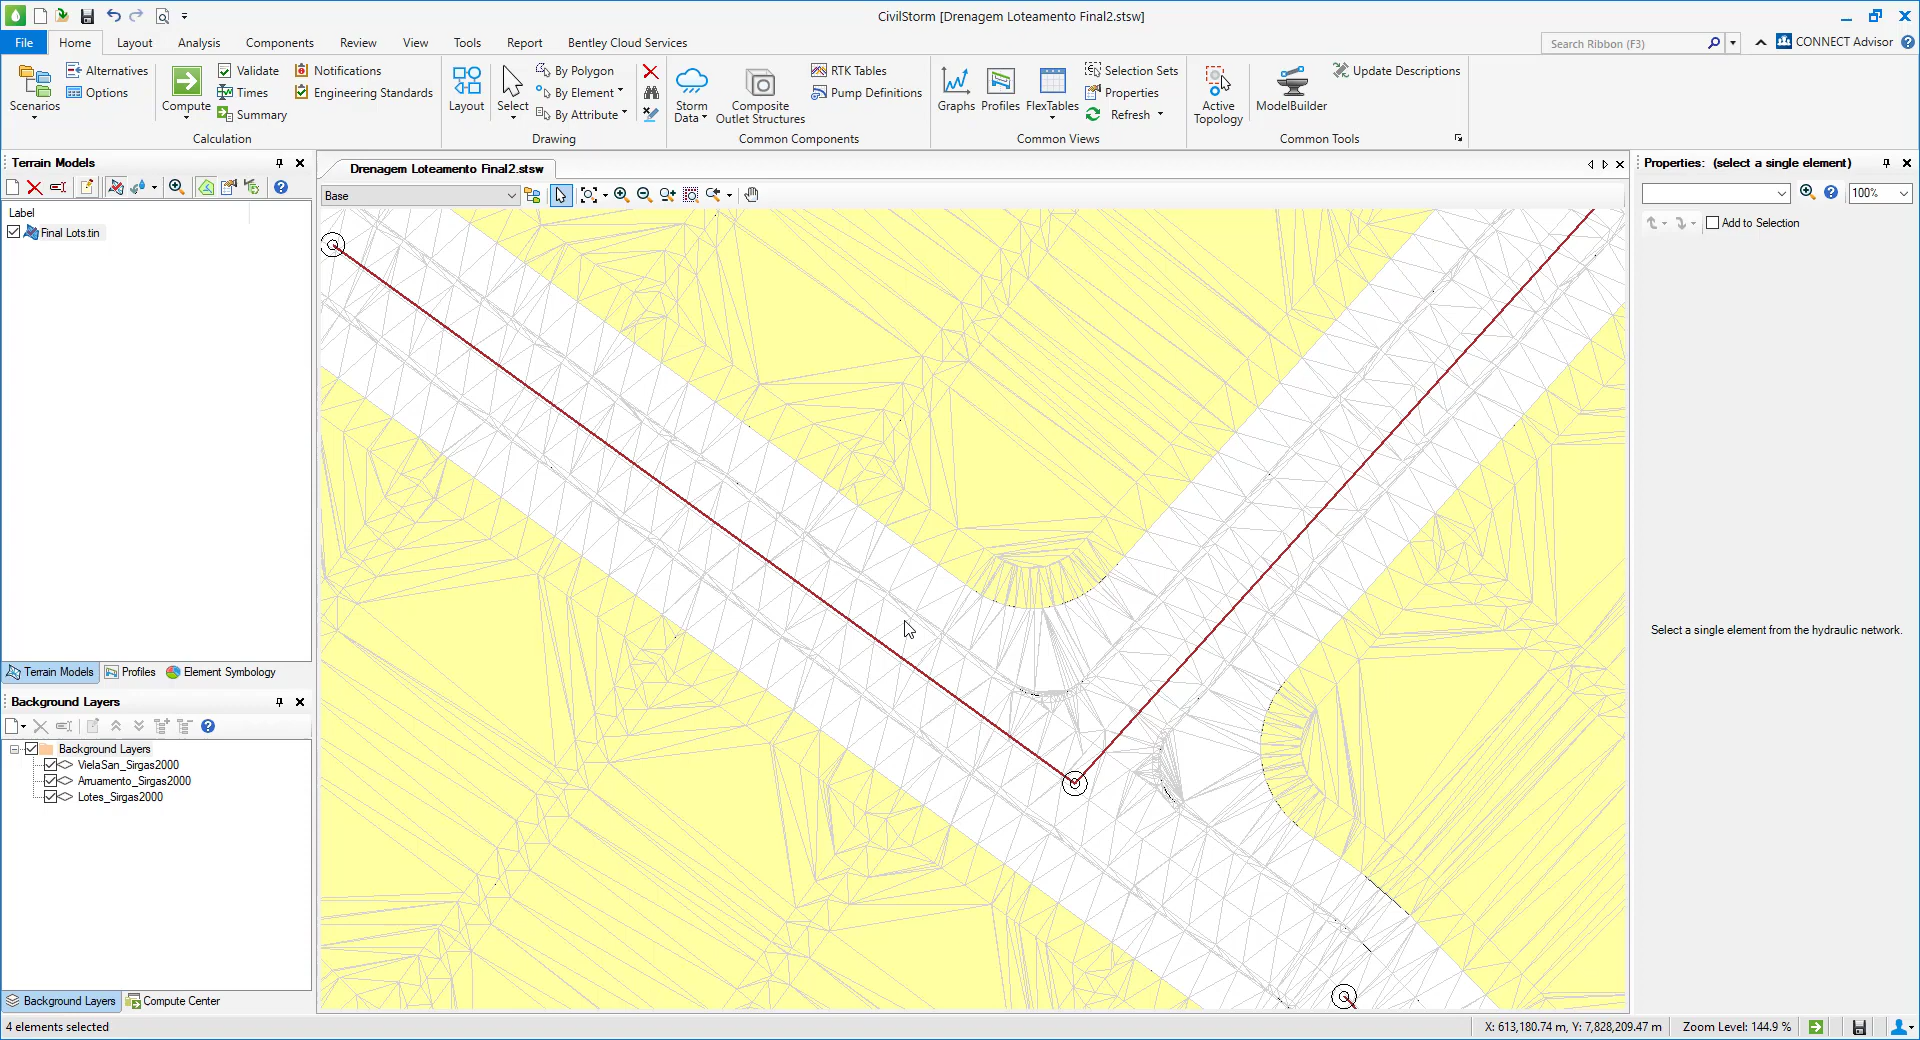 CivilStorm [Drenagem Loteamento Final2.stsw]
File Home Layout Analysis Components Review View Tools Report Bentley Cloud Services
Search Ribbon (F3) CONNECT Advisor
Scenarios
Alternatives
Options
Compute
Validate
Times
Summary
Notifications
Engineering Standards
Calculation
Layout
Select
By Polygon
By Element
By Attribute
Drawing
Storm
Data
Composite
Outlet Structures
RTK Tables
Pump Definitions
Common Components
Graphs
Profiles
FlexTables
Selection Sets
Properties
Refresh
Common Views
Active
Topology
ModelBuilder
Update Descriptions
Common Tools
Terrain Models
Label
Final Lots.tin
Terrain Models Profiles Element Symbology
Background Layers
Background Layers
VielaSan_Sirgas2000
Arruamento_Sirgas2000
Lotes_Sirgas2000
Background Layers Compute Center
Drenagem Loteamento Final2.stsw
Base
Properties: (select a single element)
100%
Add to Selection
Select a single element from the hydraulic network.
4 elements selected
X: 613,180.74 m, Y: 7,828,209.47 m Zoom Level: 144.9 %